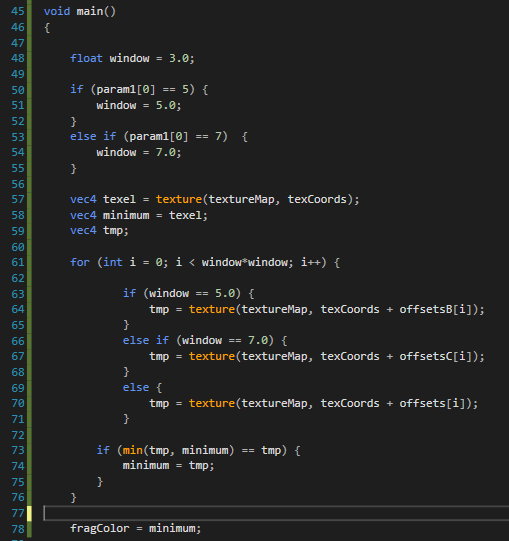 45 void main()
46 {
47
48 float window = 3.0;
49
50 if (param1[0] == 5) {
51 window = 5.0;
52 }
53 else if (param1[0] == 7) {
54 window = 7.0;
55 }
56
57 vec4 texel = texture(textureMap, texCoords);
58 vec4 minimum = texel;
59 vec4 tmp;
60
61 for (int i = 0; i < window*window; i++) {
62
63 if (window == 5.0) {
64 tmp = texture(textureMap, texCoords + offsetsB[i]);
65 }
66 else if (window == 7.0) {
67 tmp = texture(textureMap, texCoords + offsetsC[i]);
68 }
69 else {
70 tmp = texture(textureMap, texCoords + offsets[i]);
71 }
72
73 if (min(tmp, minimum) == tmp) {
74 minimum = tmp;
75 }
76 }
77
78 fragColor = minimum;